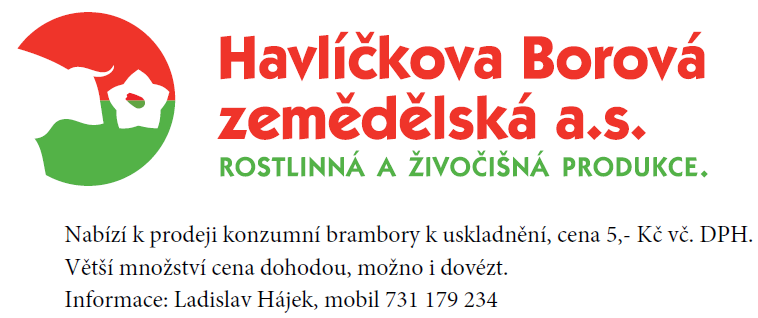 Havlíčkova Borová
zemědělská a.s.
ROSTLINNÁ A ŽIVOČIŠNÁ PRODUKCE.
Nabízí k prodeji konzumní brambory k uskladnění, cena 5,- Kč vč. DPH.
Větší množství cena dohodou, možno i dovézt.
Informace: Ladislav Hájek, mobil 731 179 234